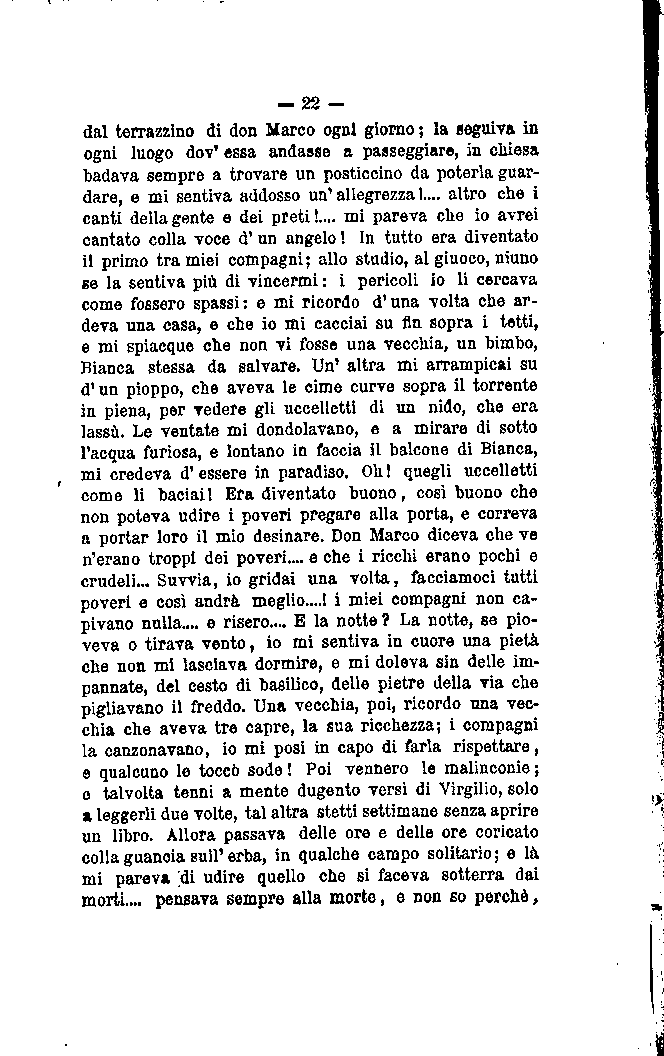 — 22 —
dal terrazzino di don Marco ogni giorno; la seguiva in
ogni luogo dov' essa andasse a passeggiare, in chiesa
badava sempre a trovare un posticcino da poterla guar-
dare, e mi sentiva addosso un' allegrezza!.... altro che i
canti della gente e dei preti!.... mi pareva che io avrei
cantato colla voce d' un angelo! In tutto era diventato
il primo tra miei compagni; allo studio, al giuoco, niuno
se la sentiva più di vincermi: i pericoli io li cercava
come fossero spassi: e mi ricordo d' una volta che ar-
deva una casa, e che io mi cacciai su fin sopra i tetti,
e mi spiacque che non vi fosse una vecchia, un bimbo,
Bianca stessa da salvare. Un' altra mi arrampicai su
d' un pioppo, che aveva le cime curve sopra il torrente
in piena, per vedere gli uccelletti di un nido, che era
lassù. Le ventate mi dondolavano, e a mirare di sotto
l'acqua furiosa, e lontano in faccia il balcone di Bianca,
mi credeva d' essere in paradiso. Oh! quegli uccelletti
come li baciai! Era diventato buono, così buono che
non poteva udire i poveri pregare alla porta, e correva
a portar loro il mio desinare. Don Marco diceva che ve
n'erano troppi dei poveri.... e che i ricchi erano pochi e
crudeli... Suvvia, io gridai una volta, facciamoci tutti
poveri e così andrà meglio....! i miei compagni non ca-
pivano nulla.... e risero.... E la notte? La notte, se pio-
veva o tirava vento, io mi sentiva in cuore una pietà
che non mi lasciava dormire, e mi doleva sin delle im-
pannate, del cesto di basilico, delle pietre della via che
pigliavano il freddo. Una vecchia, poi, ricordo una vec-
chia che aveva tre capre, la sua ricchezza; i compagni
la canzonavano, io mi posi in capo di farla rispettare,
e qualcuno le toccò sode! Poi vennero le malinconie;
e talvolta tenni a mente dugento versi di Virgilio, solo
a leggerli due volte, tal altra stetti settimane senza aprire
un libro. Allora passava delle ore e delle ore coricato
colla guancia sull' erba, in qualche campo solitario; e là
mi pareva di udire quello che si faceva sotterra dai
morti.... pensava sempre alla morte, e non so perchè,